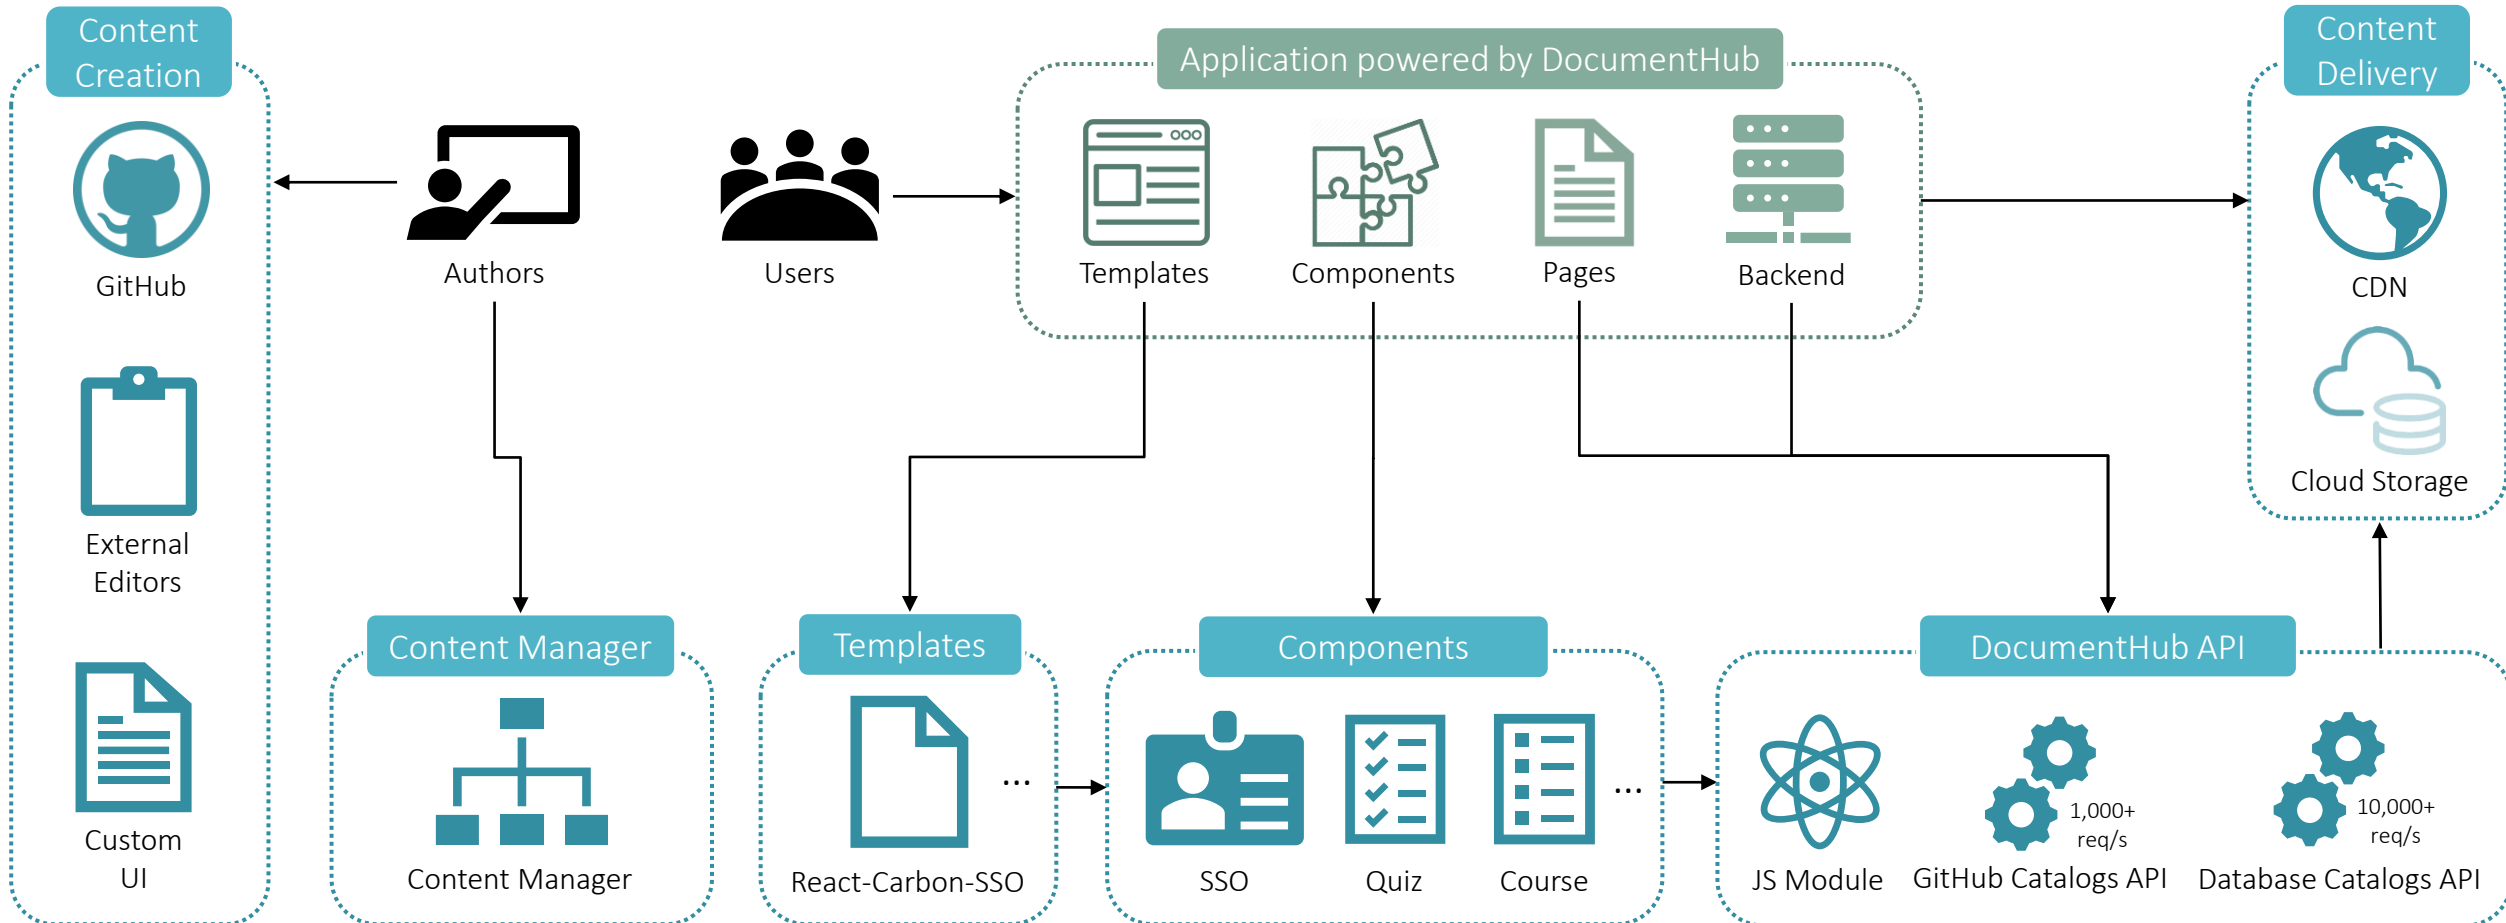 Content
Creation
Application powered by DocumentHub
Content
Delivery
GitHub
Authors
Users
Templates
Components
Pages
Backend
CDN
External
Editors
Cloud Storage
Custom
UI
Content Manager
Content Manager
Templates
...
React-Carbon-SSO
Components
SSO
Quiz
Course
...
DocumentHub API
JS Module
1,000+
req/s
GitHub Catalogs API
10,000+
req/s
Database Catalogs API